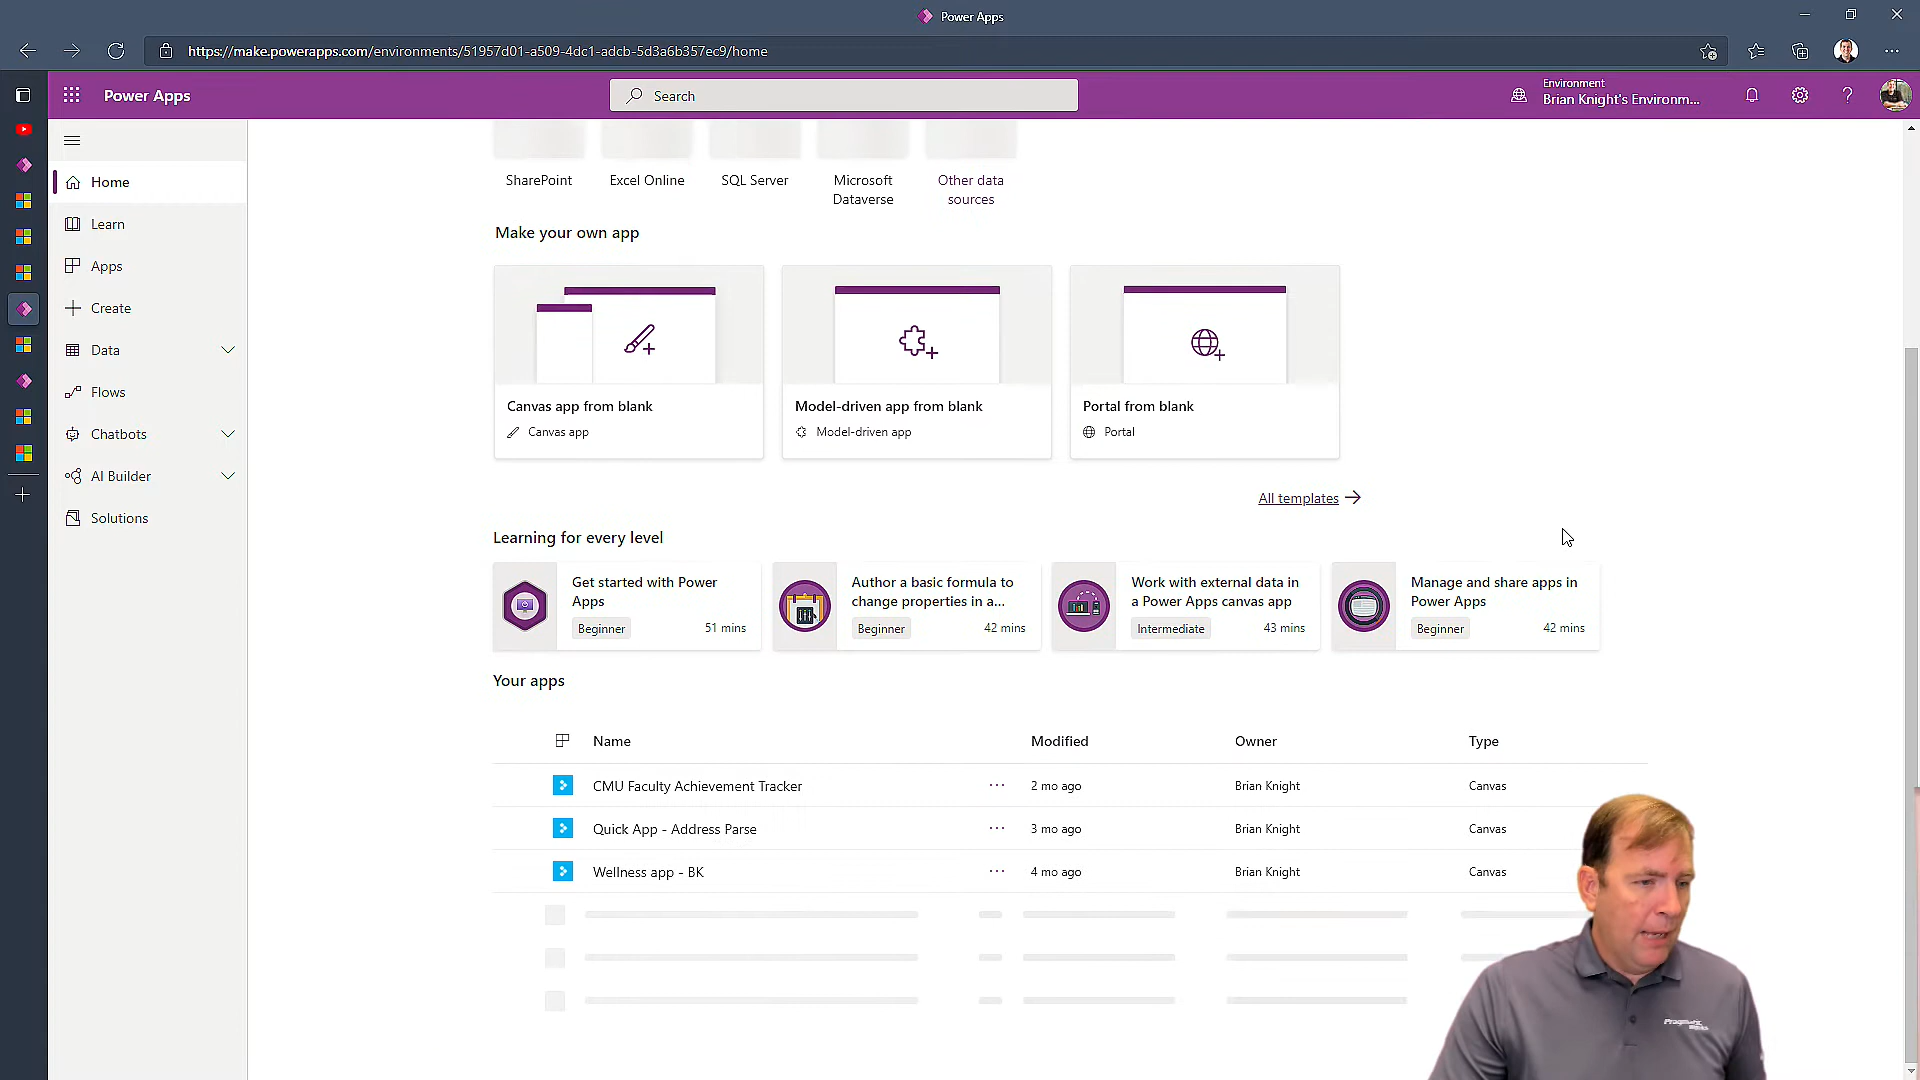 Power Apps
https://make.powerapps.com/environments/51957d01-a509-4dc1-adcb-5d3a6b357ec9/home
Power Apps
Search
Environment
Brian Knight's Environm...
Home
Learn
Apps
Create
Data
Flows
Chatbots
AI Builder
Solutions
SharePoint
Excel Online
SQL Server
Microsoft
Dataverse
Other data
sources
Make your own app
Canvas app from blank
Canvas app
Model-driven app from blank
Model-driven app
Portal from blank
Portal
All templates
Learning for every level
Get started with Power
Apps
Beginner 51 mins
Author a basic formula to
change properties in a...
Beginner 42 mins
Work with external data in
a Power Apps canvas app
Intermediate 43 mins
Manage and share apps in
Power Apps
Beginner 42 mins
Your apps
Name Modified Owner Type
CMU Faculty Achievement Tracker ... 2 mo ago Brian Knight Canvas
Quick App - Address Parse ... 3 mo ago Brian Knight Canvas
Wellness app - BK ... 4 mo ago Brian Knight Canvas
Pragmatic
Works